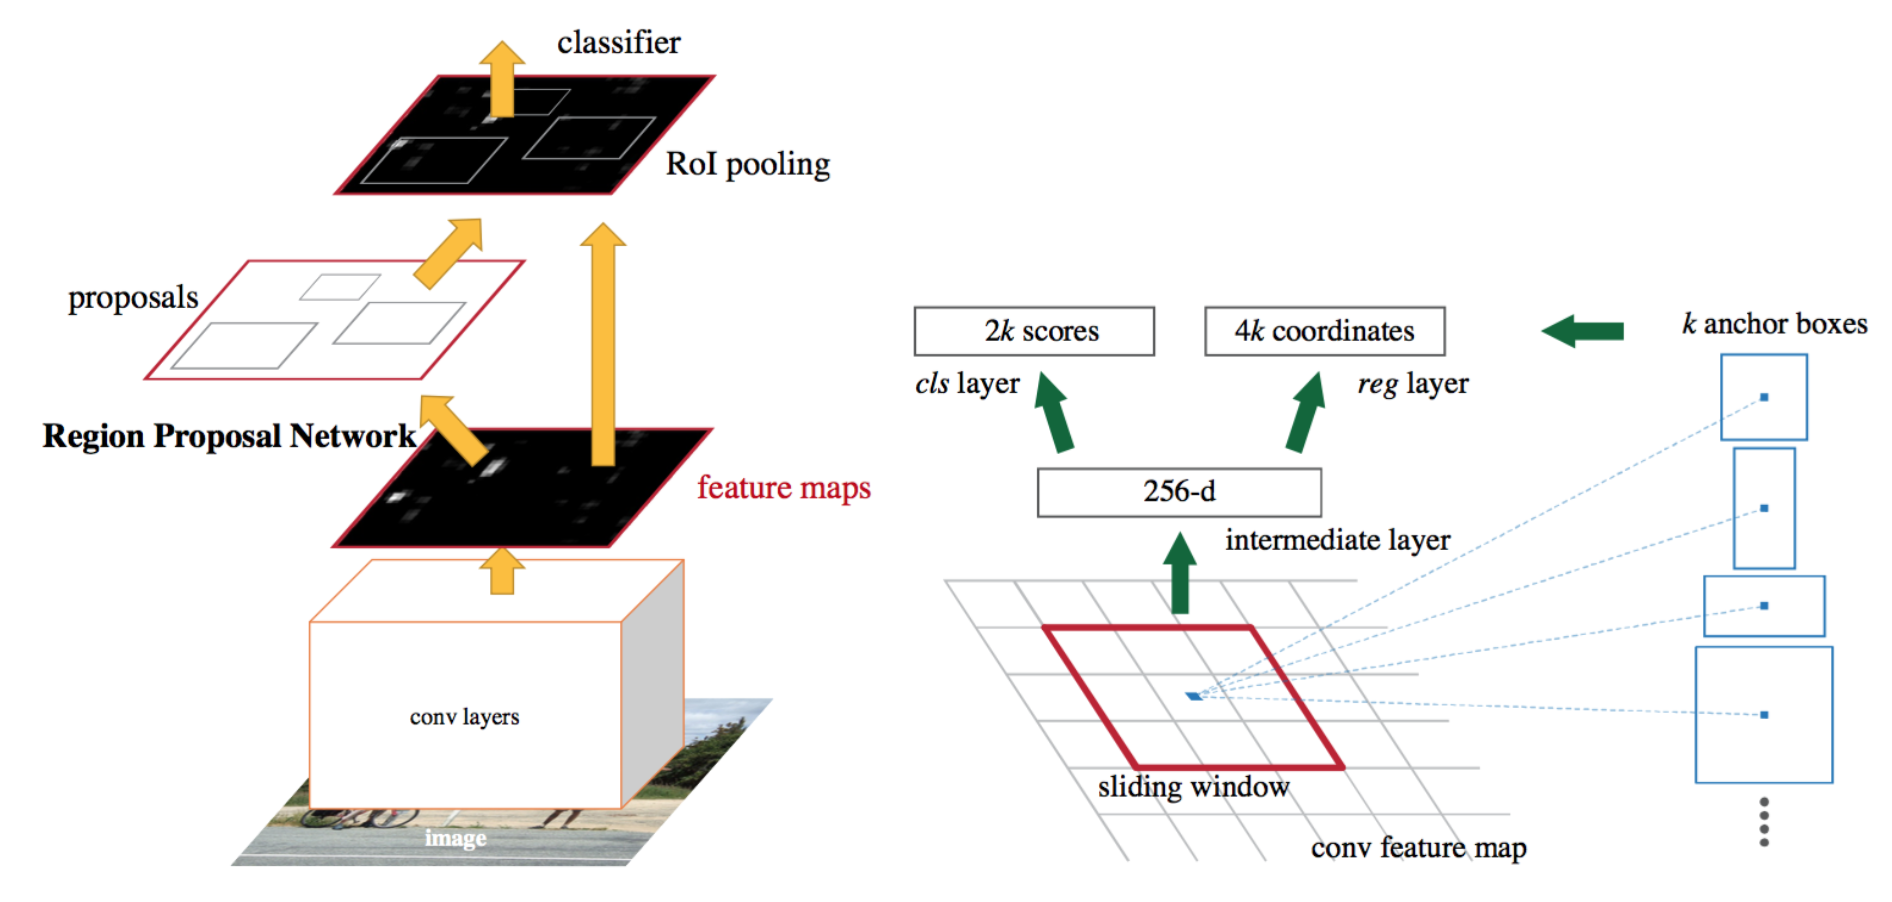 classifier
RoI pooling
proposals
Region Proposal Network
feature maps
conv layers
image
2k scores
4k coordinates
k anchor boxes
cls layer
reg layer
256-d
intermediate layer
sliding window
conv feature map